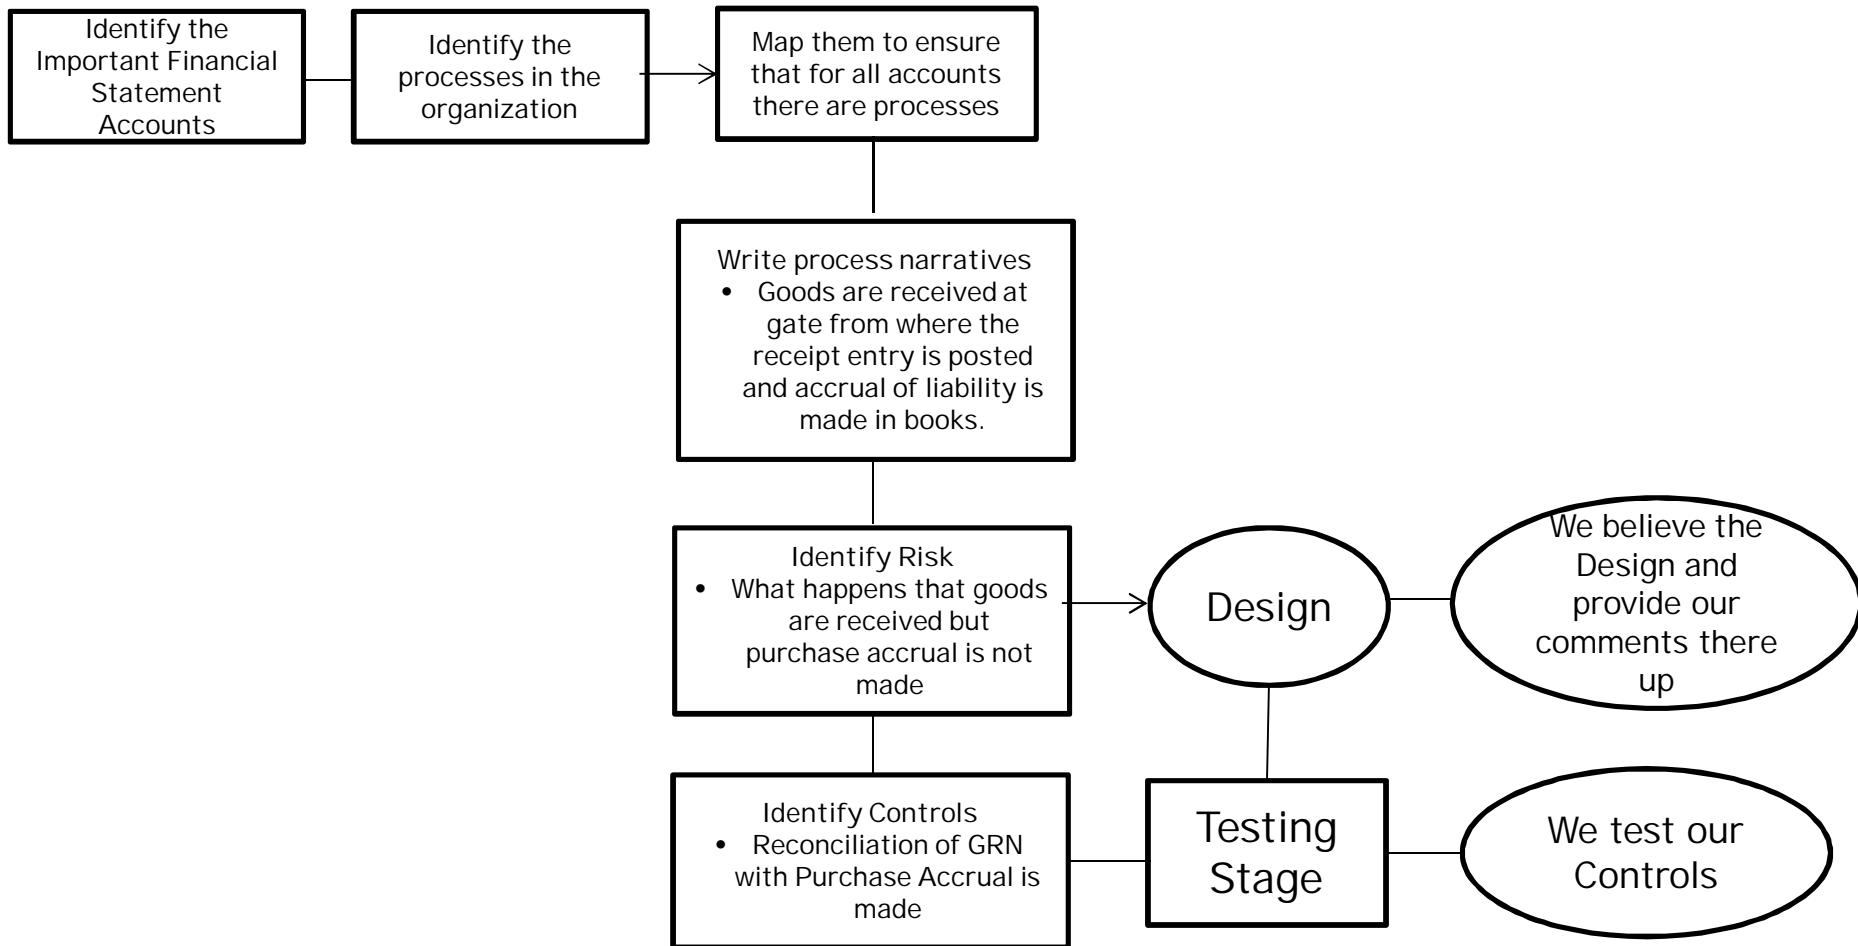 Identify the
Important Financial
Statement
Accounts
Identify the
processes in the
organization
Map them to ensure
that for all accounts
there are processes
Write process narratives
• Goods are received at
gate from where the
receipt entry is posted
and accrual of liability is
made in books.
Identify Risk
• What happens that goods
are received but
purchase accrual is not
made
Design
We believe the
Design and
provide our
comments there
up
Identify Controls
• Reconciliation of GRN
with Purchase Accrual is
made
Testing
Stage
We test our
Controls